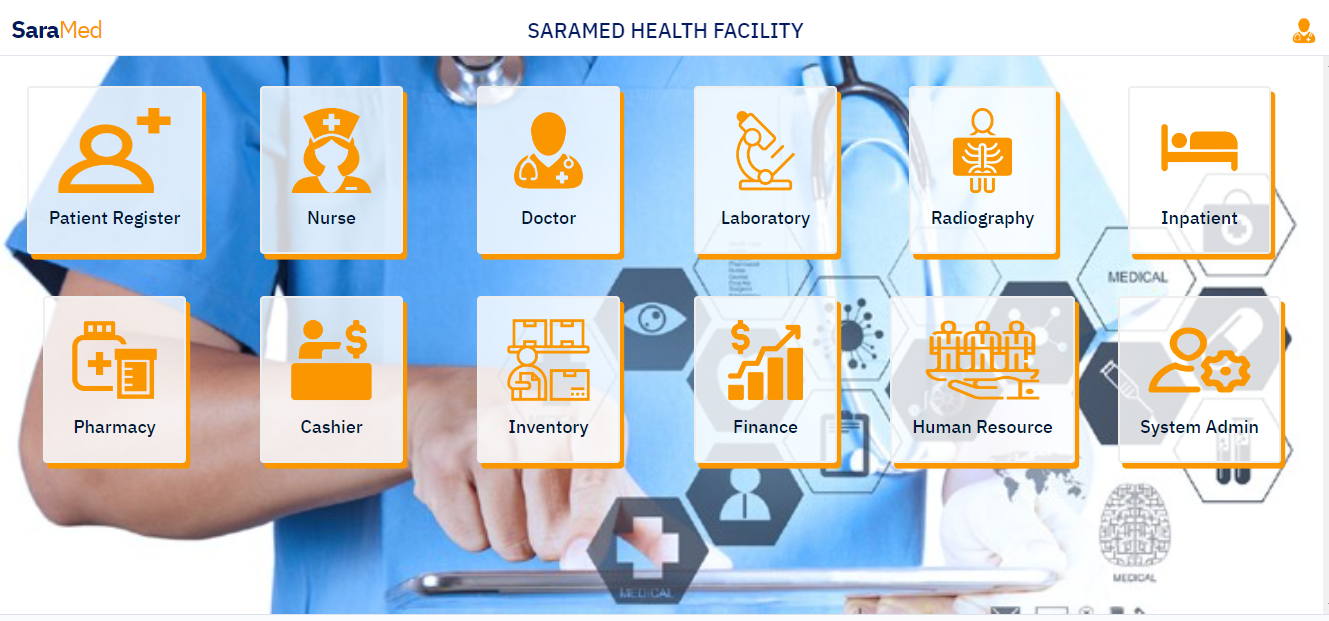 SaraMed
SARAMED HEALTH FACILITY
Patient Register
Nurse
Doctor
Laboratory
Radiography
Inpatient
MEDICAL
Pharmacy
Cashier
Inventory
Finance
Human Resource
System Admin
MEDICAL
MEDICAL